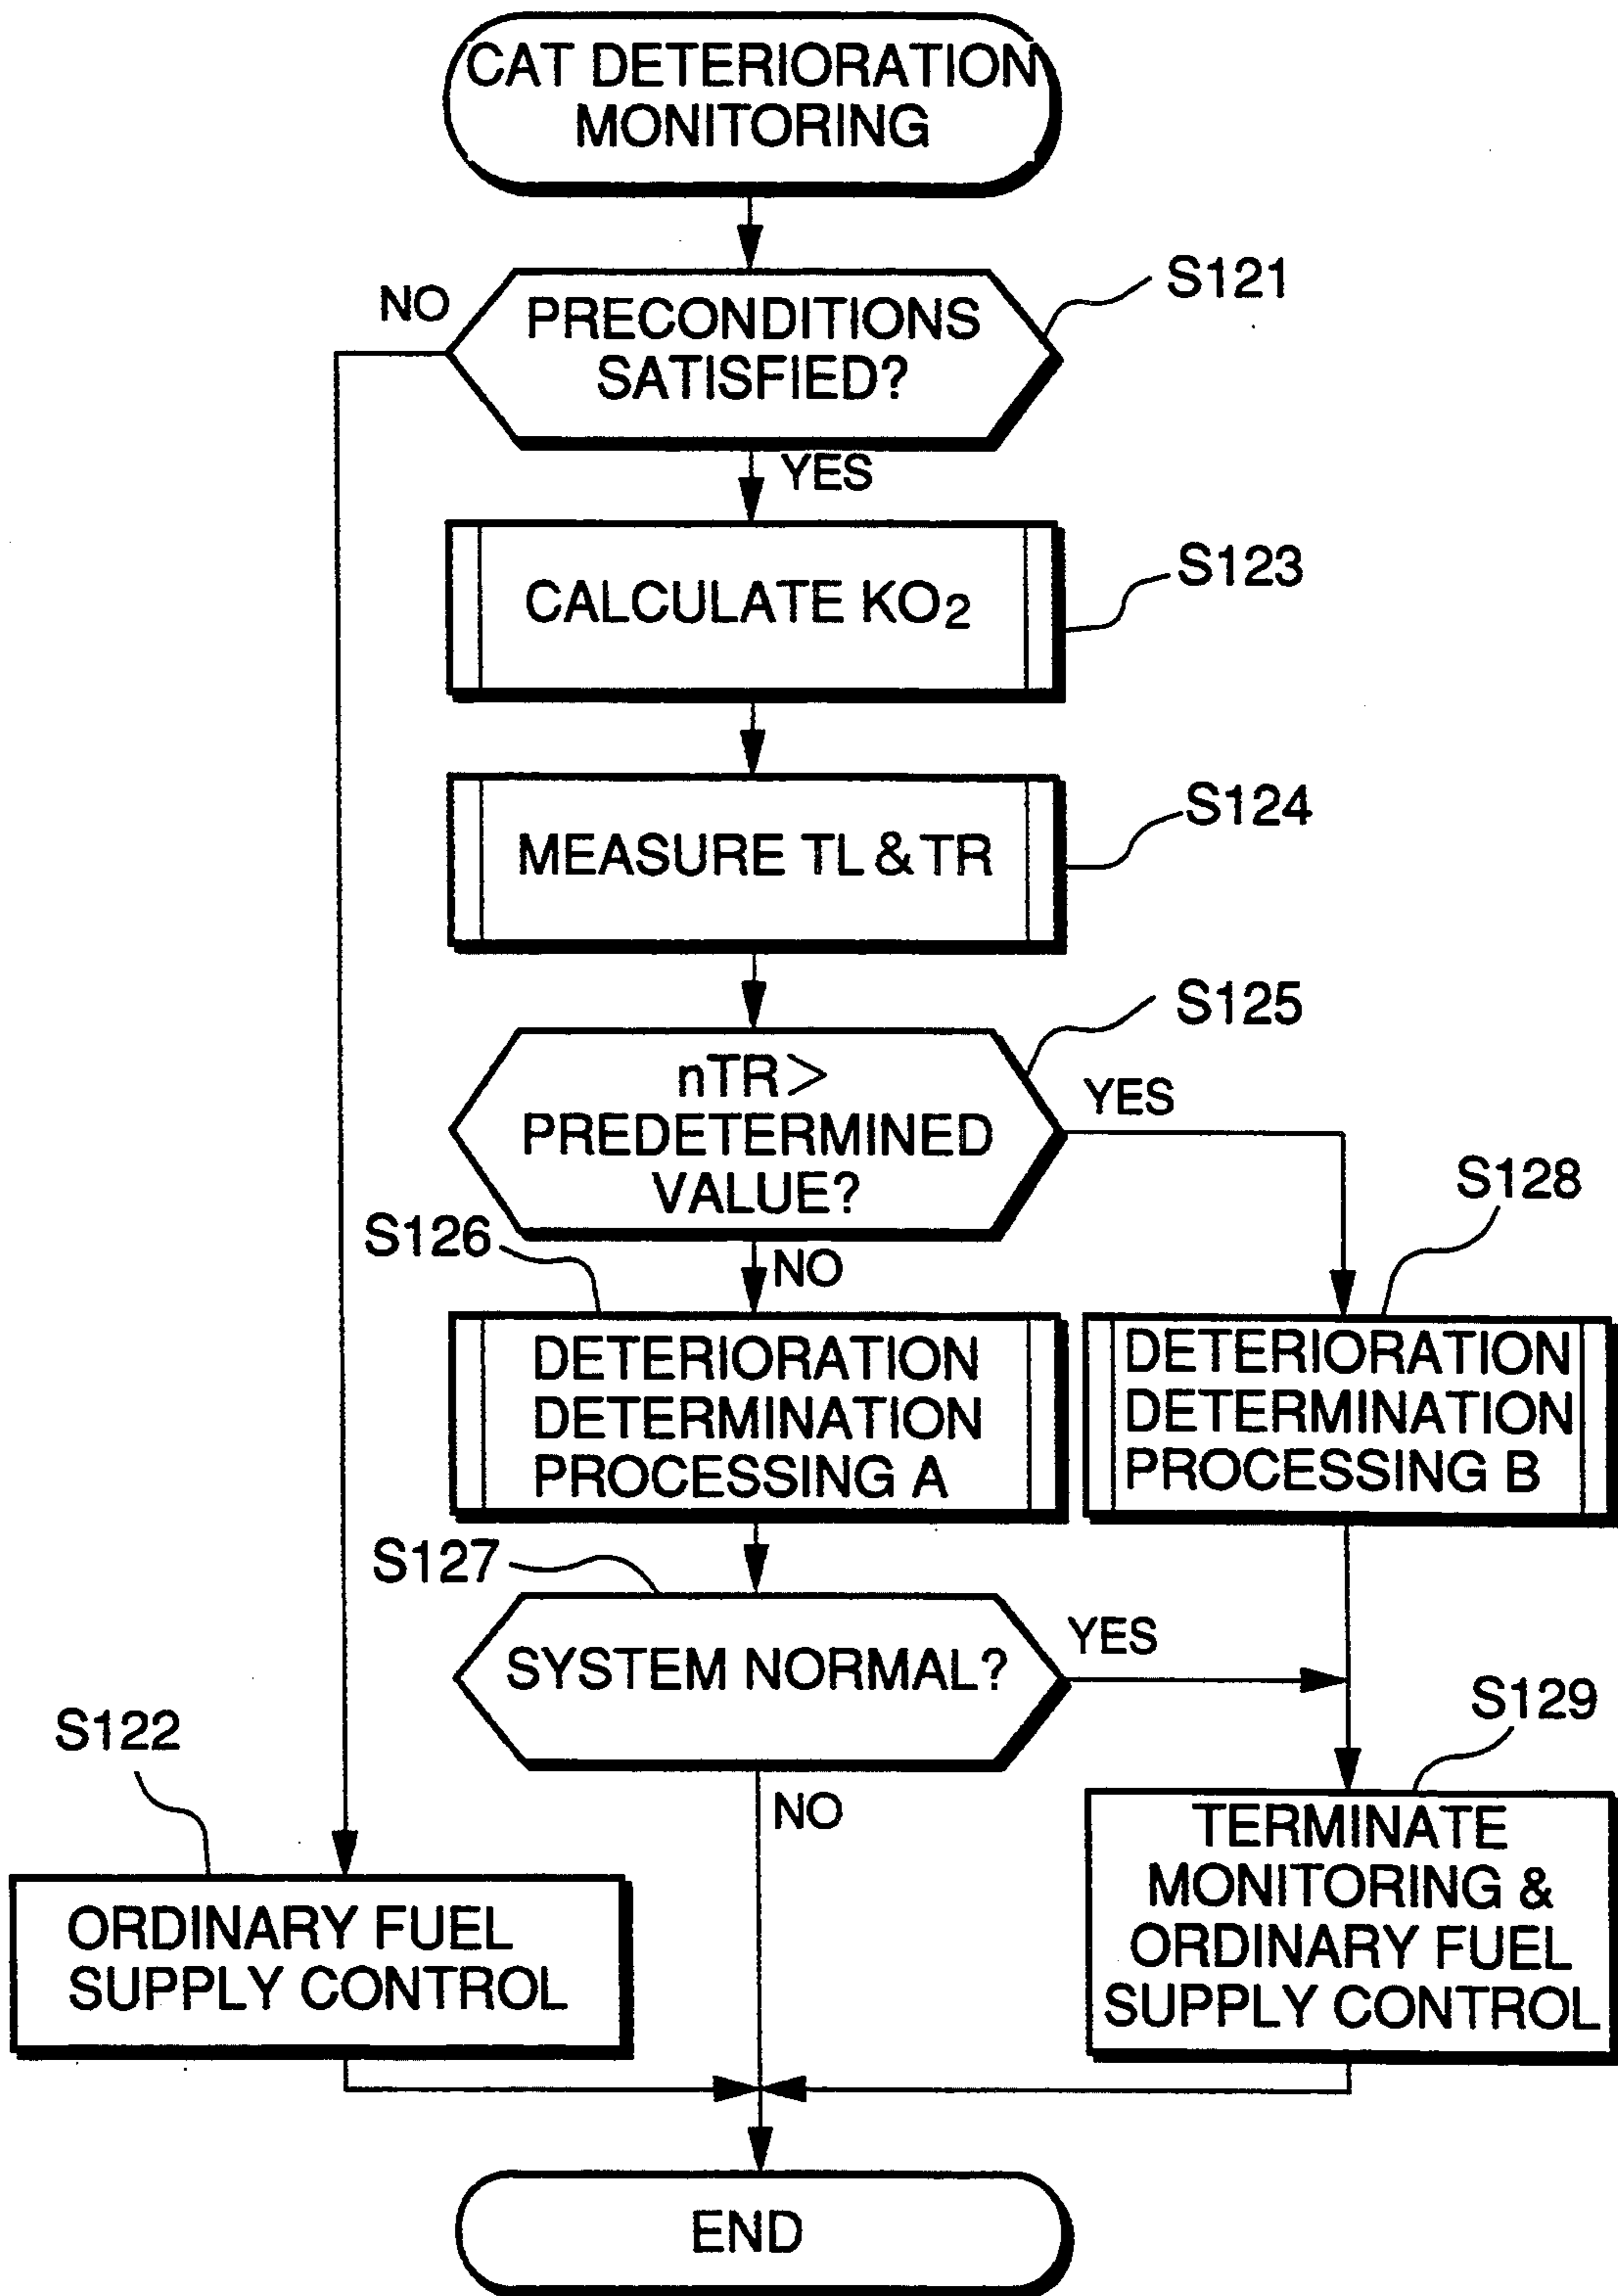 CAT DETERIORATION
MONITORING
NO
PRECONDITIONS
SATISFIED?
S121
YES
CALCULATE KO2
S123
MEASURE TL & TR
S124
nTR >
PREDETERMINED
VALUE?
S125
YES
S126
NO
S128
DETERIORATION
DETERMINATION
PROCESSING A
DETERIORATION
DETERMINATION
PROCESSING B
S127
SYSTEM NORMAL?
YES
S122
NO
S129
ORDINARY FUEL
SUPPLY CONTROL
TERMINATE
MONITORING &
ORDINARY FUEL
SUPPLY CONTROL
END